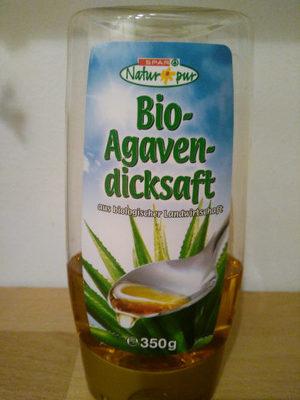 SPAR
Natur pur
Bio-
Agaven-
dicksaft
aus biologischer Landwirtschaft
℮ 350g